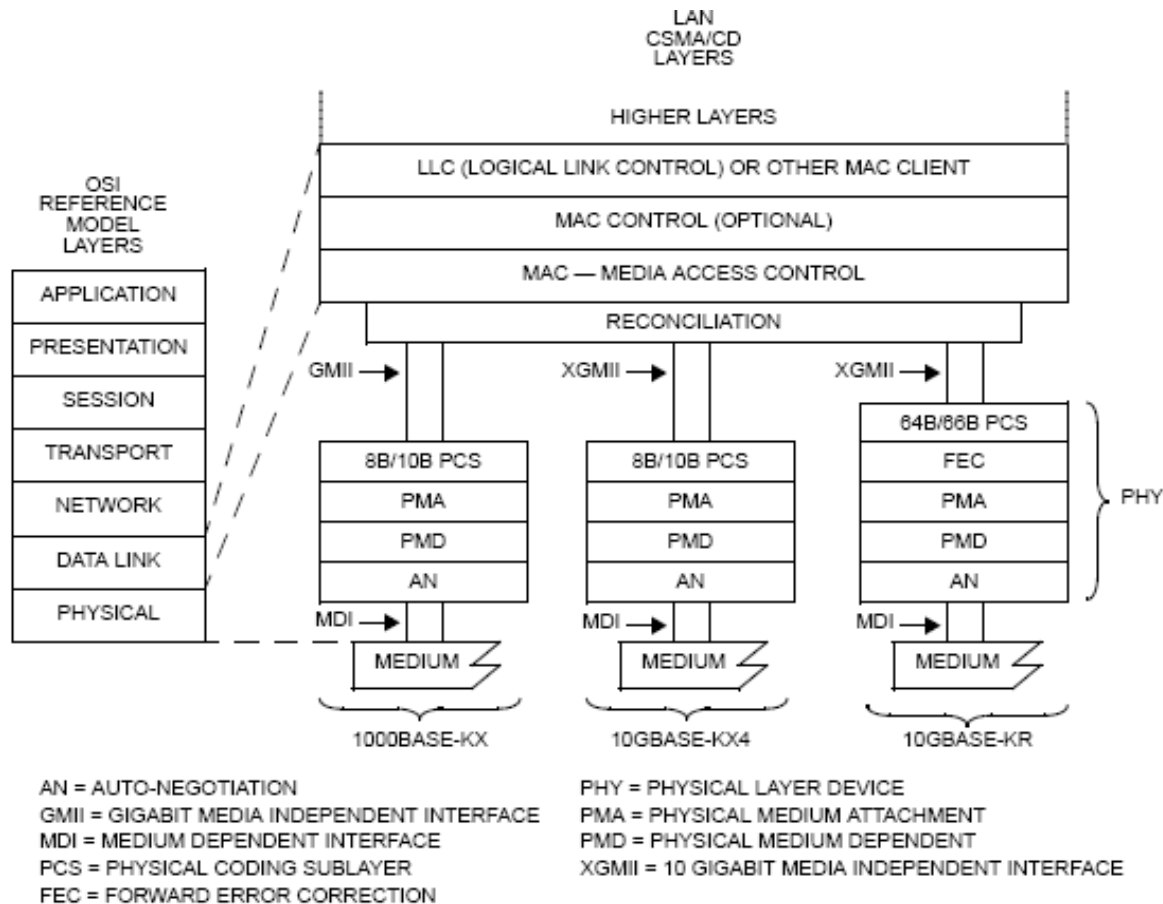 LAN
CSMA/CD
LAYERS
HIGHER LAYERS
LLC (LOGICAL LINK CONTROL) OR OTHER MAC CLIENT
MAC CONTROL (OPTIONAL)
MAC — MEDIA ACCESS CONTROL
RECONCILIATION
OSI
REFERENCE
MODEL
LAYERS
APPLICATION
PRESENTATION
SESSION
TRANSPORT
NETWORK
DATA LINK
PHYSICAL
GMII
8B/10B PCS
PMA
PMD
AN
MDI
MEDIUM
1000BASE-KX
XGMII
8B/10B PCS
PMA
PMD
AN
MDI
MEDIUM
10GBASE-KX4
XGMII
64B/66B PCS
FEC
PMA
PMD
AN
PHY
MDI
MEDIUM
10GBASE-KR
AN = AUTO-NEGOTIATION
GMII = GIGABIT MEDIA INDEPENDENT INTERFACE
MDI = MEDIUM DEPENDENT INTERFACE
PCS = PHYSICAL CODING SUBLAYER
FEC = FORWARD ERROR CORRECTION
PHY = PHYSICAL LAYER DEVICE
PMA = PHYSICAL MEDIUM ATTACHMENT
PMD = PHYSICAL MEDIUM DEPENDENT
XGMII = 10 GIGABIT MEDIA INDEPENDENT INTERFACE